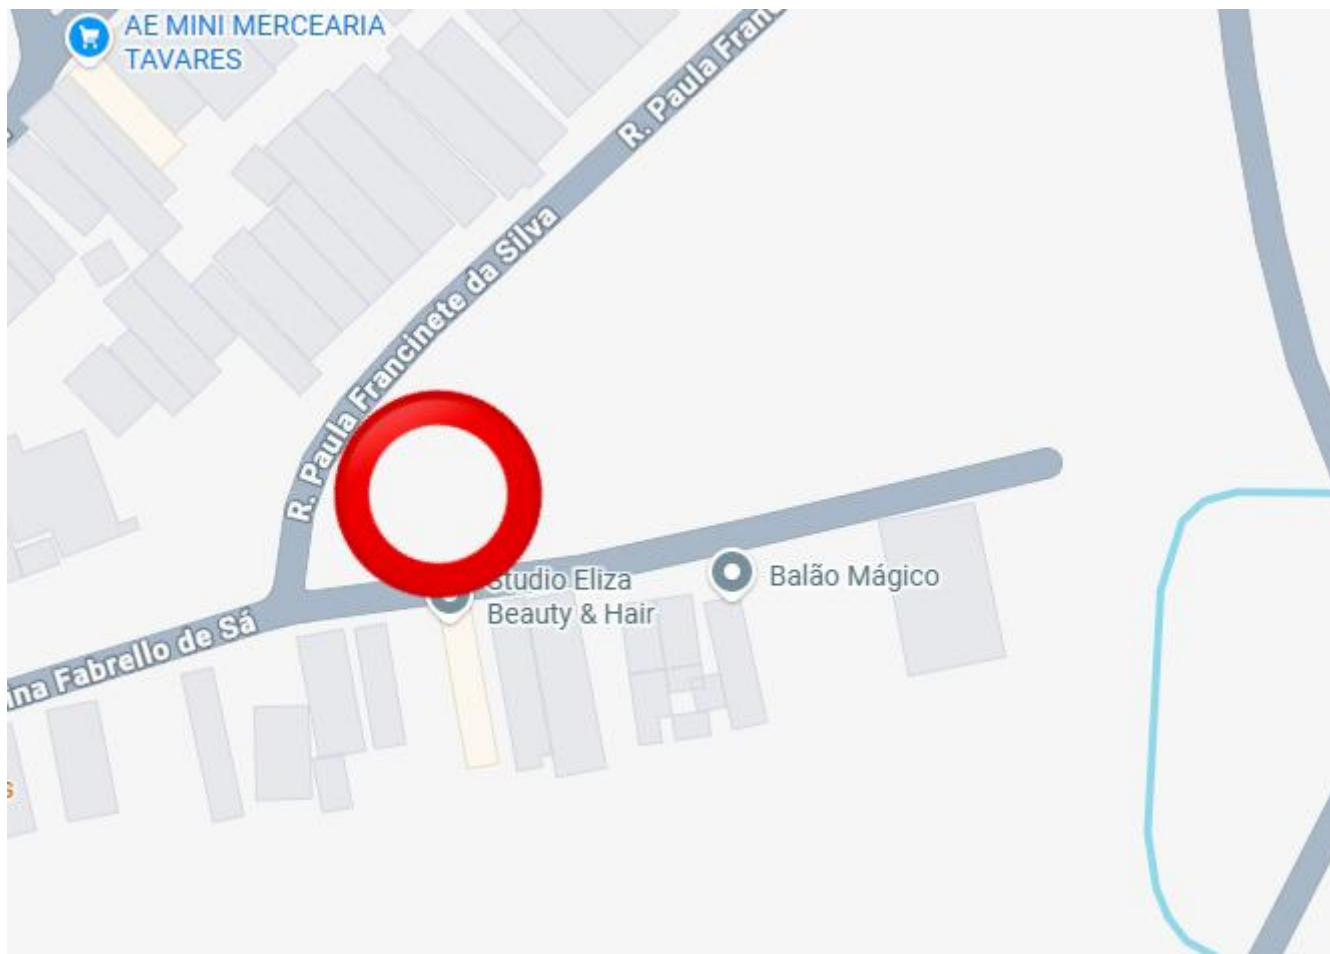 AE MINI MERCEARIA
TAVARES
R. Paula Fran
R. Paula Francinete da Silva
Studio Eliza
Beauty & Hair
Balão Mágico
ina Fabrello de Sá
s